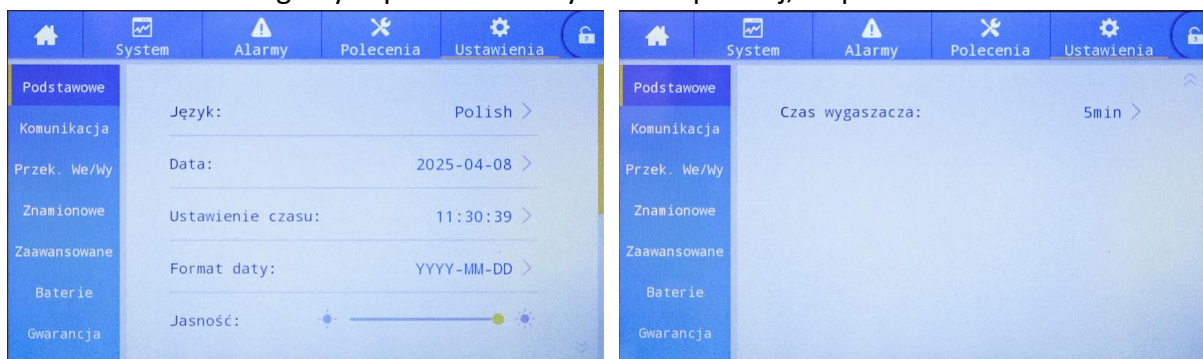 System Alarmy Polecenia Ustawienia
Podstawowe
Komunikacja
Przek. We/Wy
Znamionowe
Zaawansowane
Baterie
Gwarancja
Język: Polish
Data: 2025-04-08
Ustawienie czasu: 11:30:39
Format daty: YYYY-MM-DD
Jasność:
System Alarmy Polecenia Ustawienia
Podstawowe
Komunikacja
Przek. We/Wy
Znamionowe
Zaawansowane
Baterie
Gwarancja
Czas wygaszacza: 5min